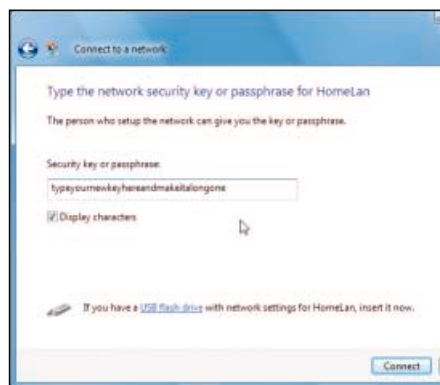 Connect to a network
Type the network security key or passphrase for HomeLan
The person who setup the network can give you the key or passphrase.
Security key or passphrase:
typeyournewkeyhereandmakeitalongone
Display characters
If you have a USB flash drive with network settings for HomeLan, insert it now.
Connect